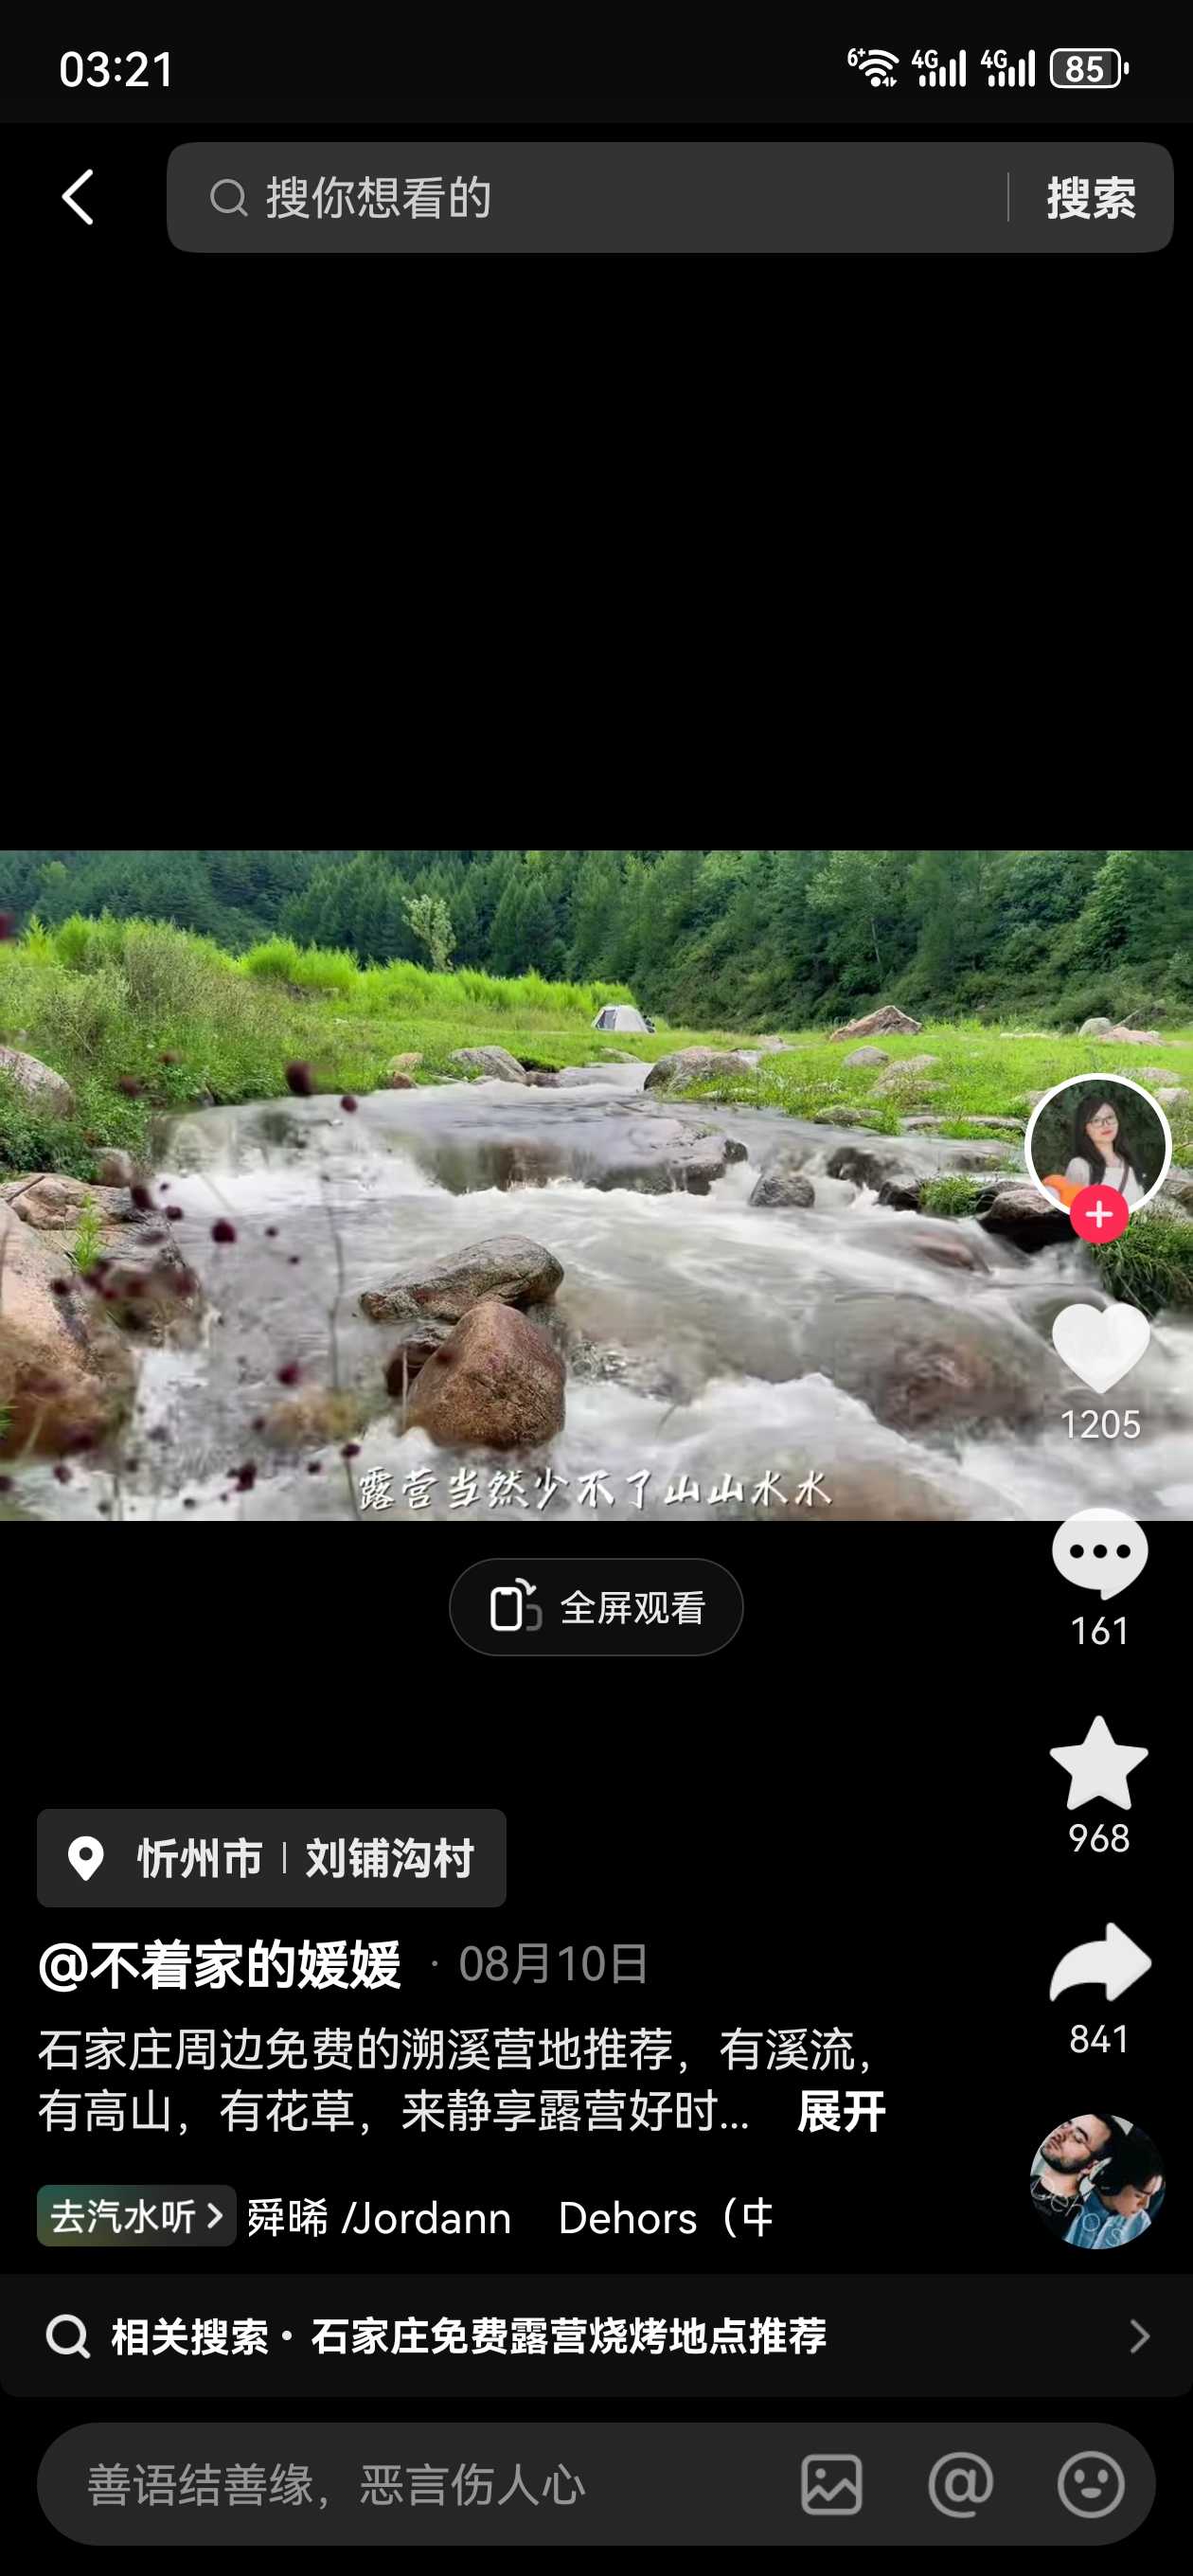 03:21
6+ 4G 4G 85
搜你想看的 搜索
露营当然少不了山山水水
1205
全屏观看
161
968
忻州市 | 刘铺沟村
@不着家的媛媛 · 08月10日
841
石家庄周边免费的溯溪营地推荐，有溪流，
有高山，有花草，来静享露营好时... 展开
去汽水听 舜晞 /Jordann Dehors（中
相关搜索 · 石家庄免费露营烧烤地点推荐
善语结善缘，恶言伤人心